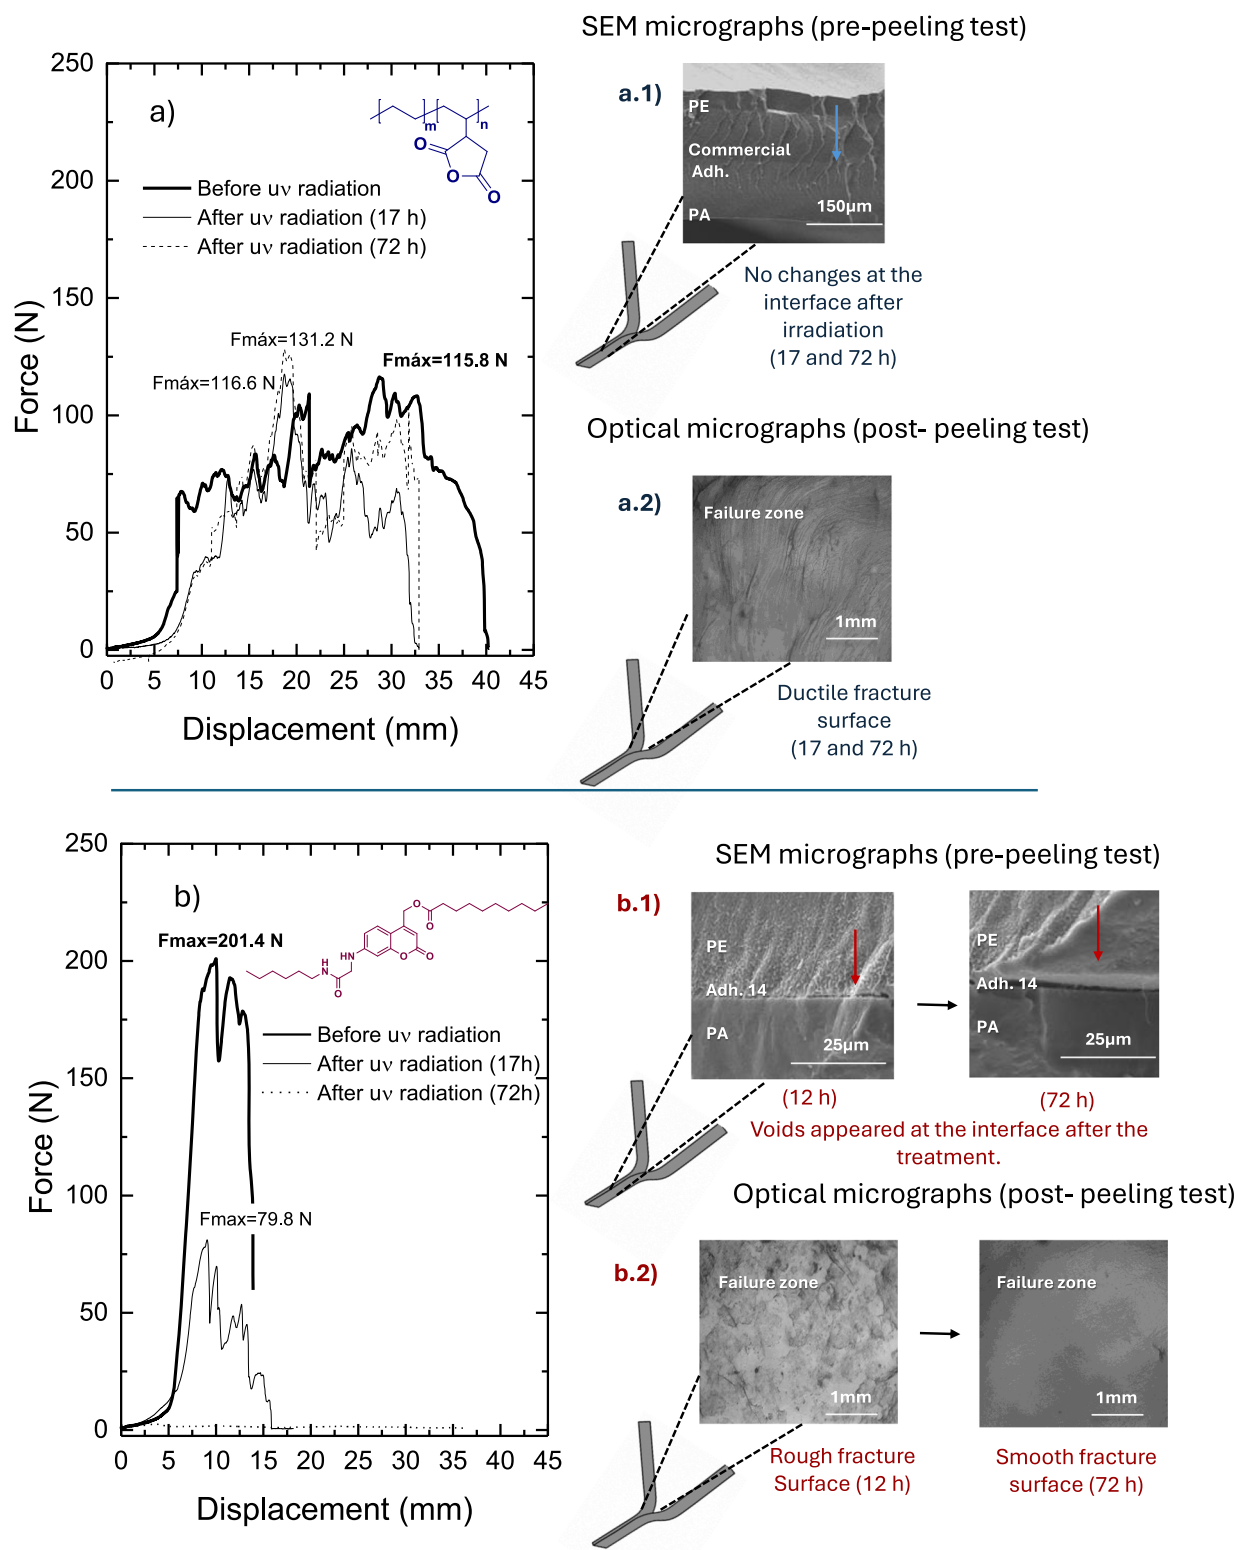 SEM micrographs (pre-peeling test)
250
200
150
100
50
0
Force (N)
a)
m
n
O
O
O
Before uv radiation
After uv radiation (17 h)
After uv radiation (72 h)
Fmáx=131.2 N
Fmáx=115.8 N
Fmáx=116.6 N
0 5 10 15 20 25 30 35 40 45
Displacement (mm)
a.1)
PE
Commercial
Adh.
PA
150µm
No changes at the
interface after
irradiation
(17 and 72 h)
Optical micrographs (post- peeling test)
a.2)
Failure zone
1mm
Ductile fracture
surface
(17 and 72 h)
250
200
150
100
50
0
Force (N)
b)
O
O
HN
O
O
N
H
O
Fmax=201.4 N
Before uv radiation
After uv radiation (17h)
After uv radiation (72h)
Fmax=79.8 N
0 5 10 15 20 25 30 35 40 45
Displacement (mm)
SEM micrographs (pre-peeling test)
b.1)
PE
Adh. 14
PA
25µm
(12 h)
PE
Adh. 14
PA
25µm
(72 h)
Voids appeared at the interface after the
treatment.
Optical micrographs (post- peeling test)
b.2)
Failure zone
1mm
Failure zone
1mm
Rough fracture
Surface (12 h)
Smooth fracture
surface (72 h)